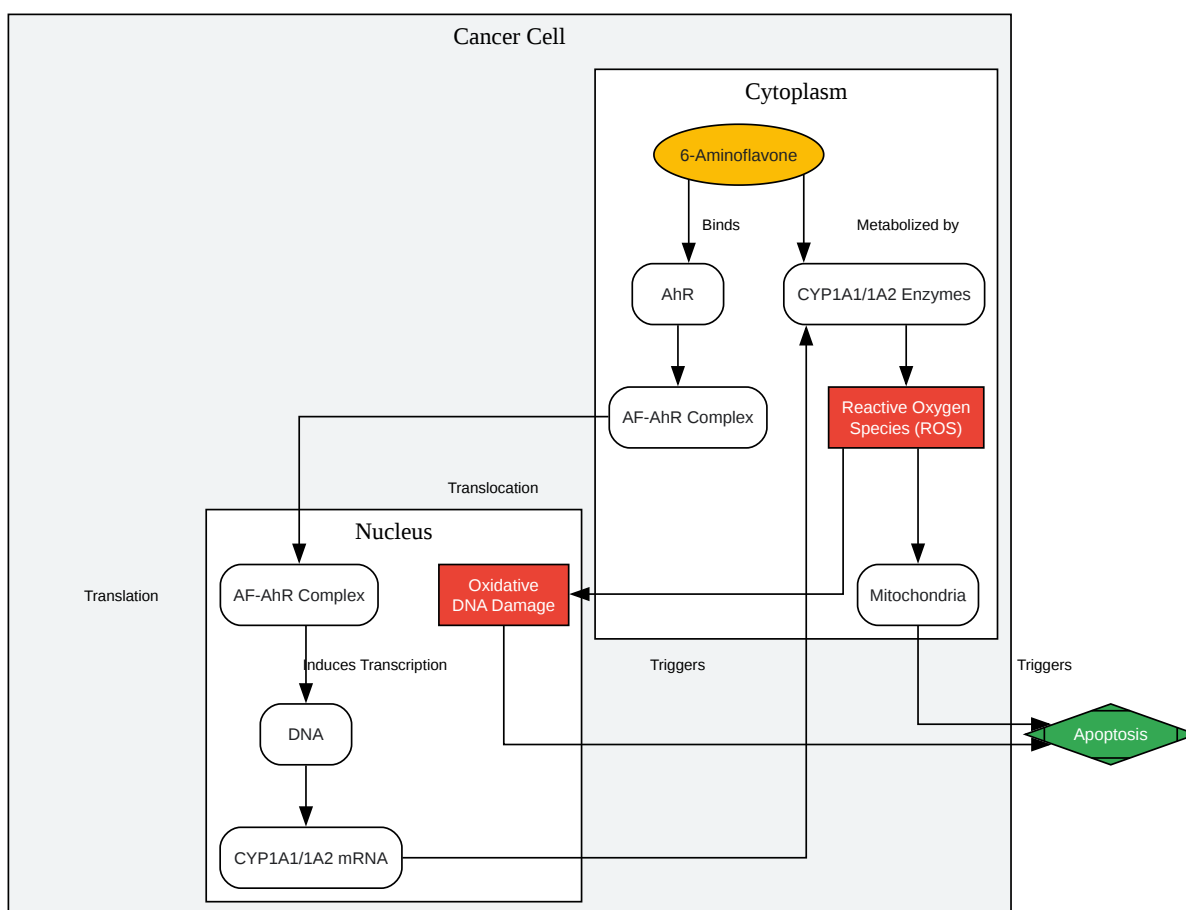 Cancer Cell
Cytoplasm
6-Aminoflavone
Binds
Metabolized by
AhR
CYP1A1/1A2 Enzymes
AF-AhR Complex
Reactive Oxygen
Species (ROS)
Translocation
Nucleus
AF-AhR Complex
Oxidative
DNA Damage
Mitochondria
Translation
Induces Transcription
Triggers
Triggers
DNA
Apoptosis
CYP1A1/1A2 mRNA